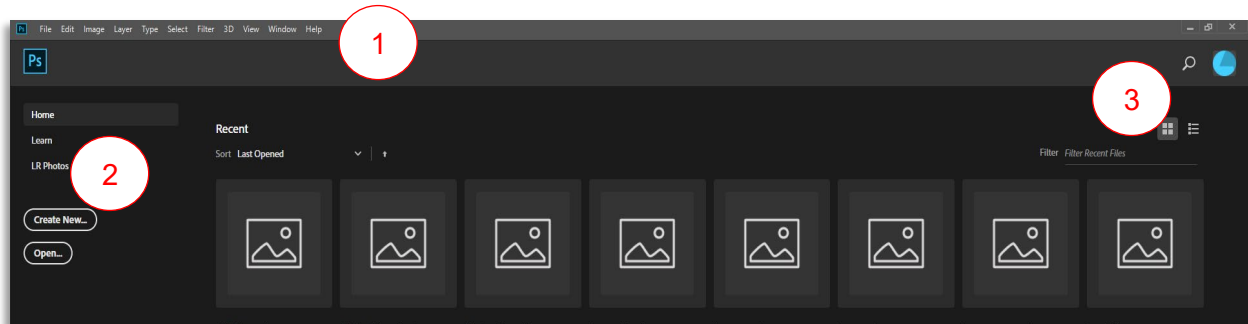 Ps File Edit Image Layer Type Select Filter 3D View Window Help
1
Ps
3
Home
Learn
LR Photos
2
Recent
Sort Last Opened
Filter Filter Recent Files
Create New...
Open...